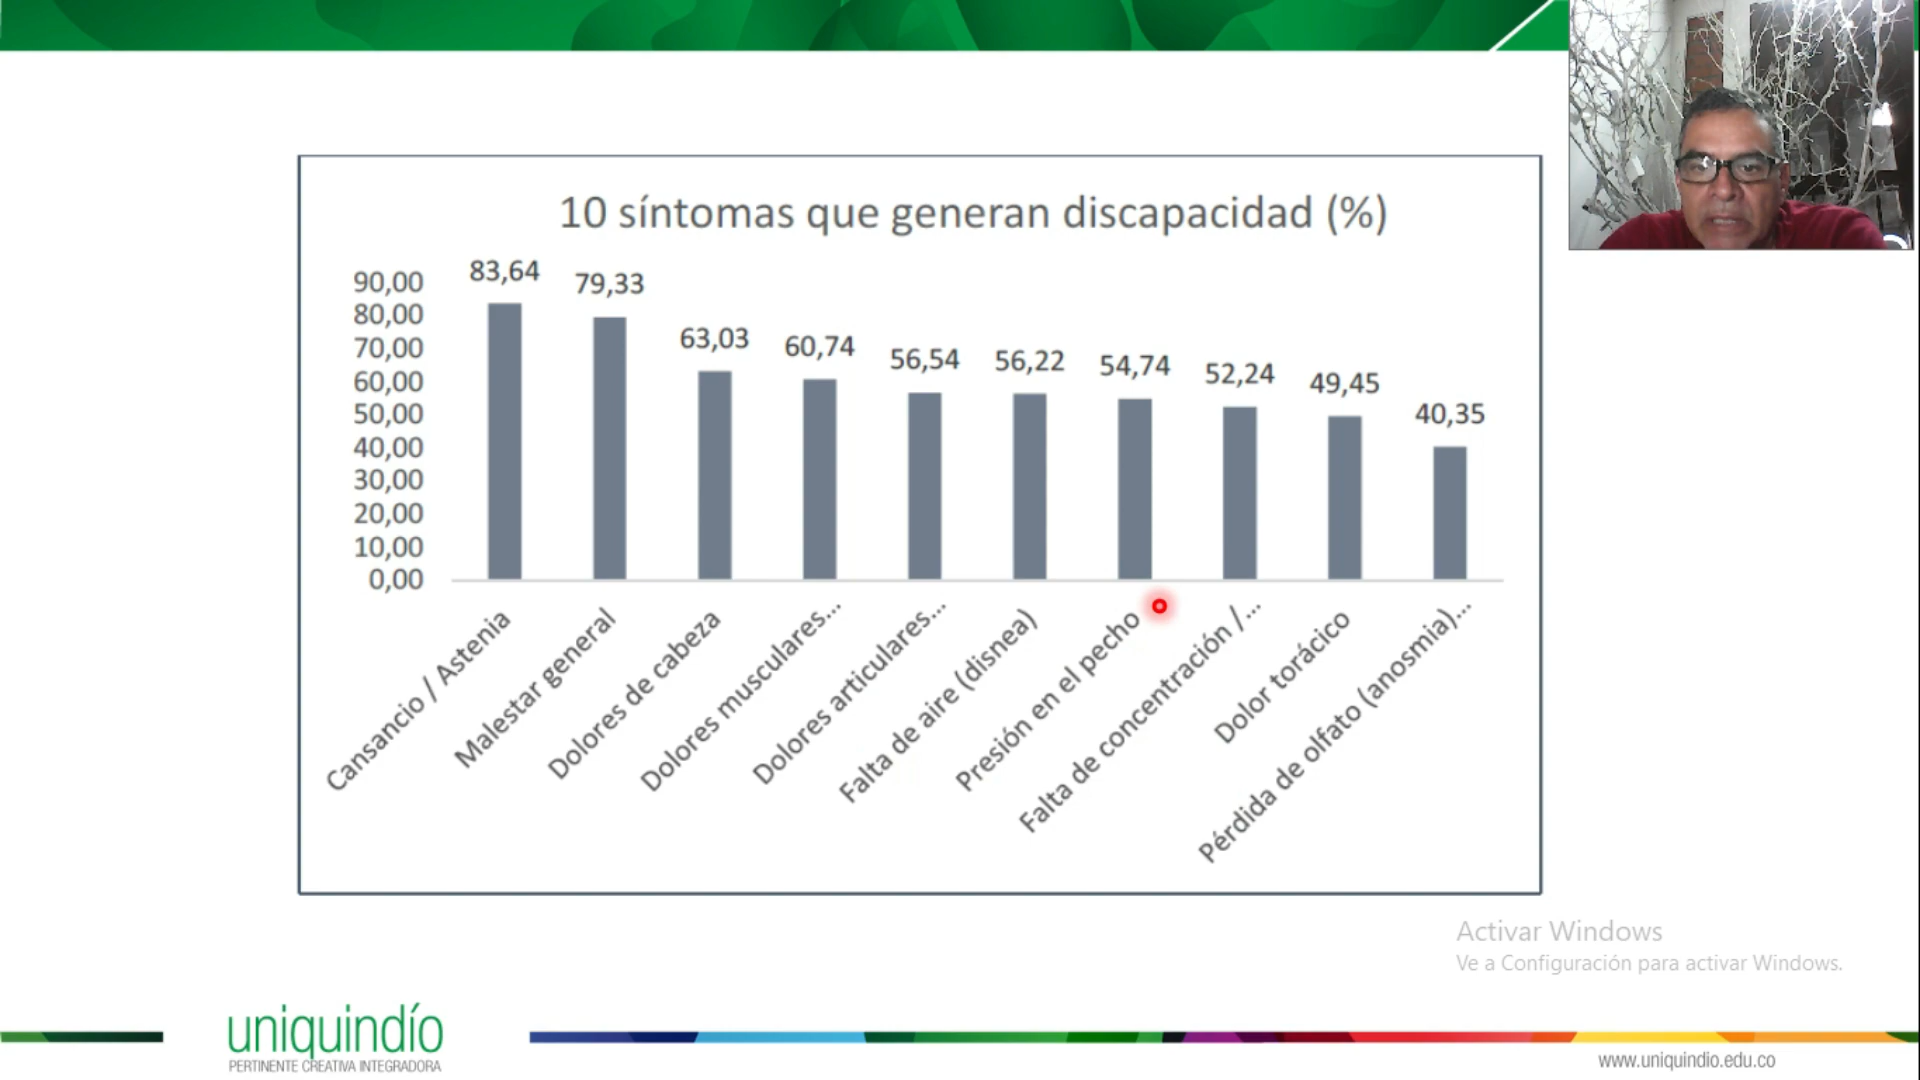 10 síntomas que generan discapacidad (%)
90,00
80,00
70,00
60,00
50,00
40,00
30,00
20,00
10,00
0,00
83,64
79,33
63,03
60,74
56,54
56,22
54,74
52,24
49,45
40,35
Cansancio / Astenia
Malestar general
Dolores de cabeza
Dolores musculares...
Dolores articulares...
Falta de aire (disnea)
Presión en el pecho
Falta de concentración /...
Dolor torácico
Pérdida de olfato (anosmia)...
Activar Windows
Ve a Configuración para activar Windows.
uniquindío
PERTINENTE CREATIVA INTEGRADORA
www.uniquindio.edu.co